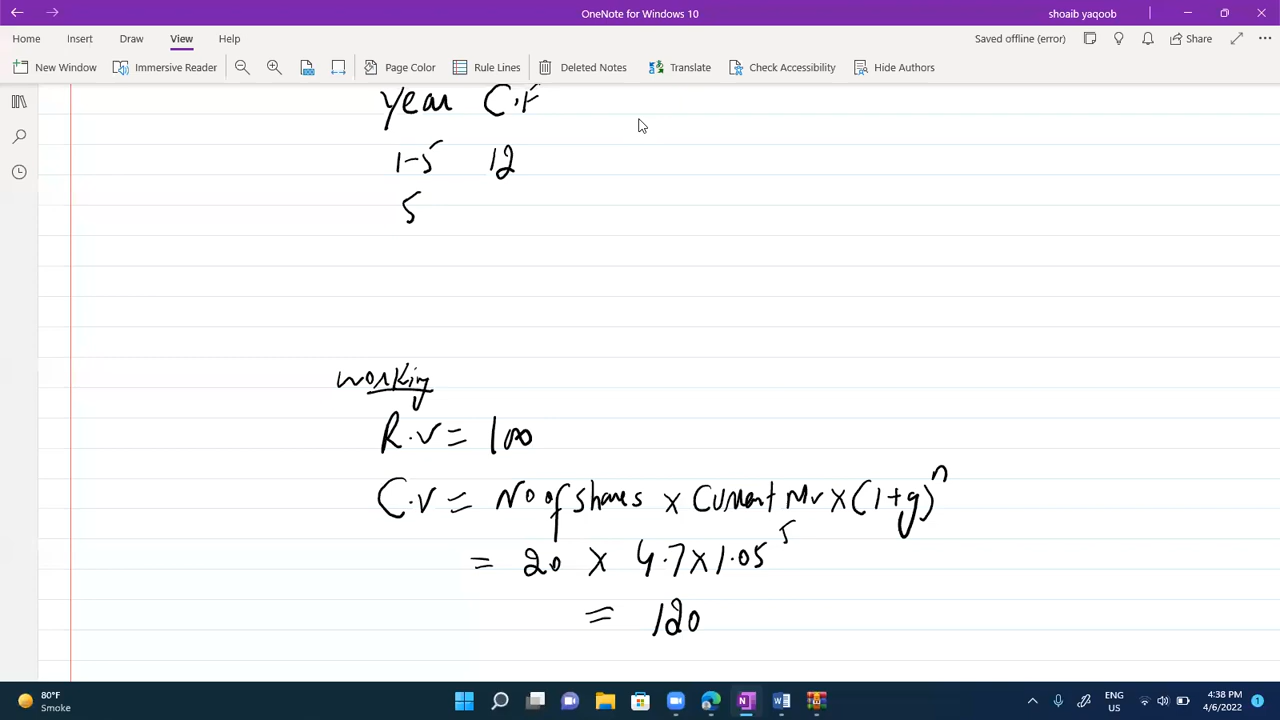 OneNote for Windows 10
shoaib yaqoob
Home Insert Draw View Help
Saved offline (error)
Share
New Window Immersive Reader Page Color Rule Lines Deleted Notes Translate Check Accessibility Hide Authors
year C.F
1-5 12
5
working
R.V = 100
C.V = No of shares x Current Mv x (1+g)^n
= 20 x 4.7 x 1.05^5
= 120
80°F
Smoke
ENG
US
4:38 PM
4/6/2022
1